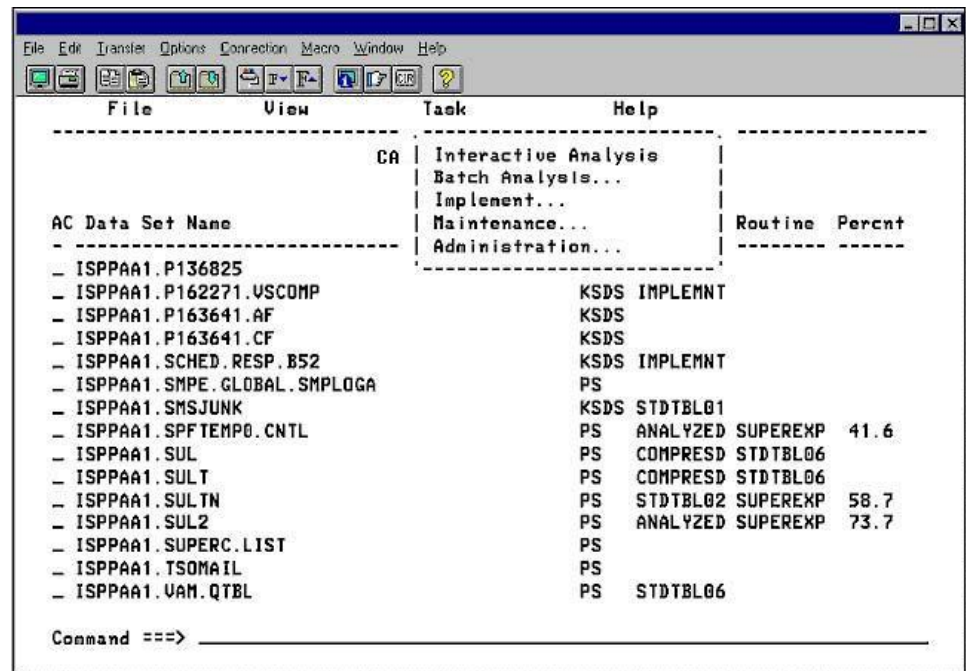 File Edit Transfer Options Connection Macro Window Help
File View Task Help
CA
Interactive Analysis
Batch Analysis...
Implement...
Maintenance...
Administration...
AC Data Set Name Routine Percnt
_ ISPPAA1.P136825
_ ISPPAA1.P162271.VSCOMP KSDS IMPLEMNT
_ ISPPAA1.P163641.AF KSDS
_ ISPPAA1.P163641.CF KSDS
_ ISPPAA1.SCHED.RESP.B52 KSDS IMPLEMNT
_ ISPPAA1.SMPE.GLOBAL.SMPLOGA PS
_ ISPPAA1.SMSJUNK KSDS STDTBL01
_ ISPPAA1.SPFTEMP0.CNTL PS ANALYZED SUPEREXP 41.6
_ ISPPAA1.SUL PS COMPRESD STDTBL06
_ ISPPAA1.SULT PS COMPRESD STDTBL06
_ ISPPAA1.SULTN PS STDTBL02 SUPEREXP 58.7
_ ISPPAA1.SUL2 PS ANALYZED SUPEREXP 73.7
_ ISPPAA1.SUPERC.LIST PS
_ ISPPAA1.TSOMAIL PS
_ ISPPAA1.VAM.QTBL PS STDTBL06
Command ===> _